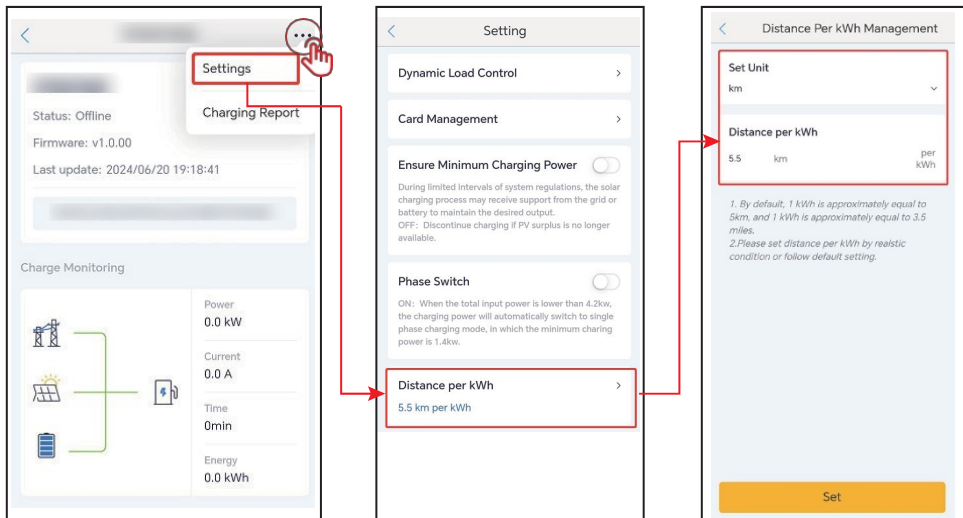 Settings
Charging Report
Status: Offline
Firmware: v1.0.00
Last update: 2024/06/20 19:18:41
Charge Monitoring
Power
0.0 kW
Current
0.0 A
Time
0min
Energy
0.0 kWh
Setting
Dynamic Load Control
Card Management
Ensure Minimum Charging Power
During limited intervals of system regulations, the solar
charging process may receive support from the grid or
battery to maintain the desired output.
OFF: Discontinue charging if PV surplus is no longer
available.
Phase Switch
ON: When the total input power is lower than 4.2kw,
the charging power will automatically switch to single
phase charging mode, in which the minimum charing
power is 1.4kw.
Distance per kWh
5.5 km per kWh
Distance Per kWh Management
Set Unit
km
Distance per kWh
5.5 km per
kWh
1. By default, 1 kWh is approximately equal to
5km, and 1 kWh is approximately equal to 3.5
miles.
2.Please set distance per kWh by realstic
condition or follow default setting.
Set